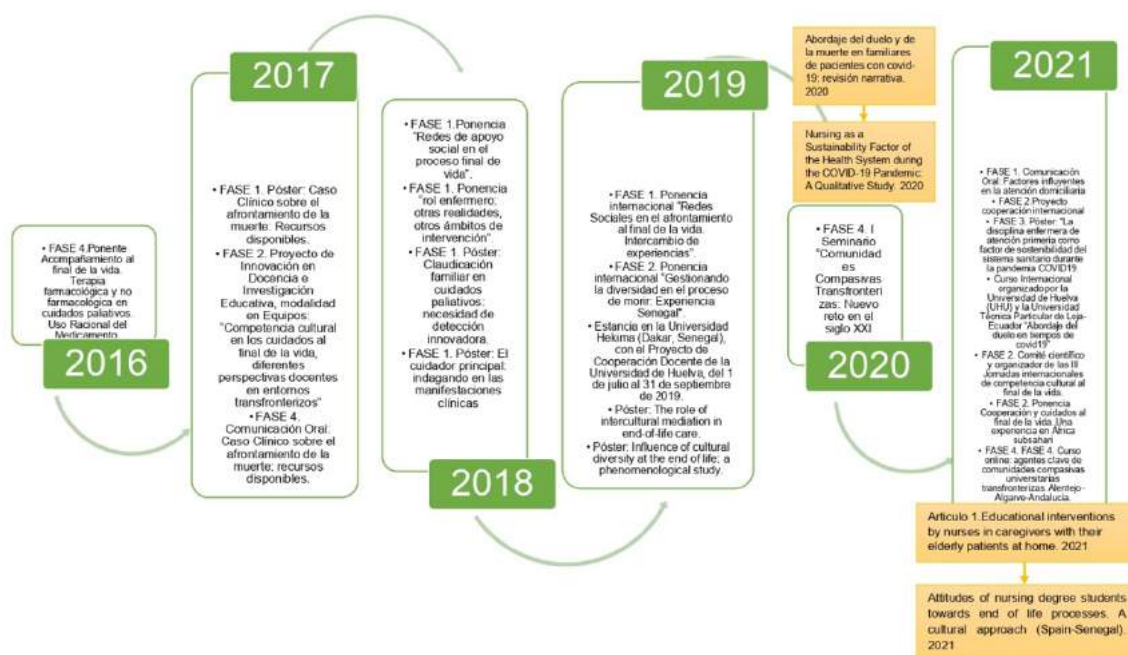 2016
• FASE 4.Ponente
Acompañamiento al
final de la vida.
Terapia
farmacológica y no
farmacológica en
cuidados paliativos.
Uso Racional del
Medicamento
2017
• FASE 1. Póster: Caso
Clínico sobre el
afrontamiento de la
muerte: Recursos
disponibles.
• FASE 2. Proyecto de
Innovación en
Docencia e
Investigación
Educativa, modalidad
en Equipos:
"Competencia cultural
en los cuidados al
final de la vida,
diferentes
perspectivas docentes
en entornos
transfronterizos"
• FASE 4.
Comunicación Oral:
Caso Clínico sobre el
afrontamiento de la
muerte: recursos
disponibles.
• FASE 1.Ponencia
"Redes de apoyo
social en el
proceso final de
vida".
• FASE 1. Ponencia
"rol enfermero:
otras realidades,
otros ámbitos de
intervención".
• FASE 1. Póster:
Claudicación
familiar en
cuidados
paliativos:
necesidad de
detección
innovadora.
• FASE 1. Póster: El
cuidador principal:
indagando en las
manifestaciones
clínicas
2018
2019
• FASE 1. Ponencia
internacional "Redes
Sociales en el afrontamiento
al final de la vida.
Intercambio de
experiencias".
• FASE 2. Ponencia
internacional "Gestionando
la diversidad en el proceso
de morir: Experiencia
Senegal".
• Estancia en la Universidad
Hekima (Dakar, Senegal),
con el Proyecto de
Cooperación Docente de la
Universidad de Huelva, del 1
de julio al 31 de septiembre
de 2019.
• Póster: The role of
intercultural mediation in
end-of-life care.
• Póster: Influence of cultural
diversity at the end of life: a
phenomenological study.
Abordaje del duelo y de
la muerte en familiares
de pacientes con covid-
19: revisión narrativa.
2020
Nursing as a
Sustainability Factor of
the Health System during
the COVID-19 Pandemic:
A Qualitative Study. 2020
• FASE 4. I
Seminario
"Comunidad
es
Compasivas
Transfronteri
zas: Nuevo
reto en el
siglo XXI
2020
2021
• FASE 1. Comunicación
Oral: Factores influyentes
en la atención domiciliaria
• FASE 2.Proyecto
cooperación internacional
• FASE 3. Póster: "La
disciplina enfermera de
atención primeria como
factor de sostenibilidad del
sistema sanitario durante
la pandemia COVID19
• Curso Internacional
organizado por la
Universidad de Huelva
(UHU) y la Universidad
Técnica Particular de Loja-
Ecuador "Abordaje del
duelo en tiempos de
covid19"
• FASE 2. Comité científico
y organizador de las III
Jornadas internacionales
de competencia cultural al
final de la vida.
• FASE 2. Ponencia
Cooperación y cuidados al
final de la vida. Una
experiencia en África
subsahari
• FASE 4. FASE 4. Curso
online: agentes clave de
comunidades compasivas
universitarias
transfronterizas. Alentejo-
Algarve-Andalucía.
Articulo 1.Educational interventions
by nurses in caregivers with their
elderly patients at home. 2021
Attitudes of nursing degree students
towards end of life processes. A
cultural approach (Spain-Senegal).
2021